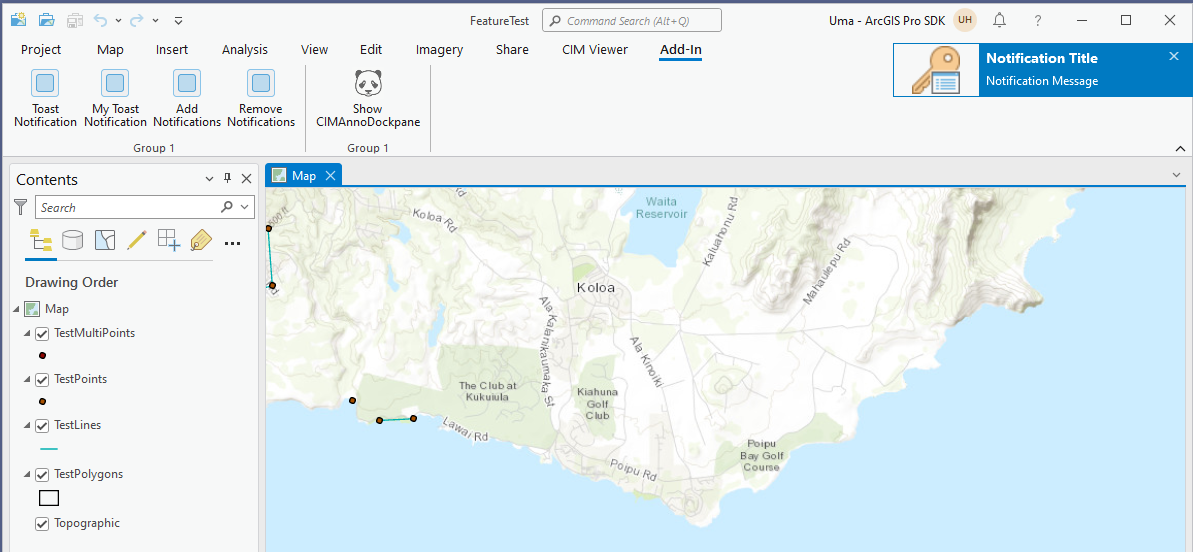 FeatureTest
Command Search (Alt+Q)
Uma - ArcGIS Pro SDK
UH
?
Project
Map
Insert
Analysis
View
Edit
Imagery
Share
CIM Viewer
Add-In
Notification Title
Notification Message
Toast
Notification
My Toast
Notification
Add
Notifications
Remove
Notifications
Group 1
Show
CIMAnnoDockpane
Group 1
Contents
Search
Drawing Order
Map
TestMultiPoints
TestPoints
TestLines
TestPolygons
Topographic
Map
Koloa Rd
Waita
Reservoir
Kaluahonu Rd
Mahaulepu Rd
Koloa
Ala Kalanikaumaka St
Ala Kinoiki
The Club at
Kukuiula
Kiahuna
Golf
Club
Lawai Rd
Poipu Rd
Poipu
Bay Golf
Course